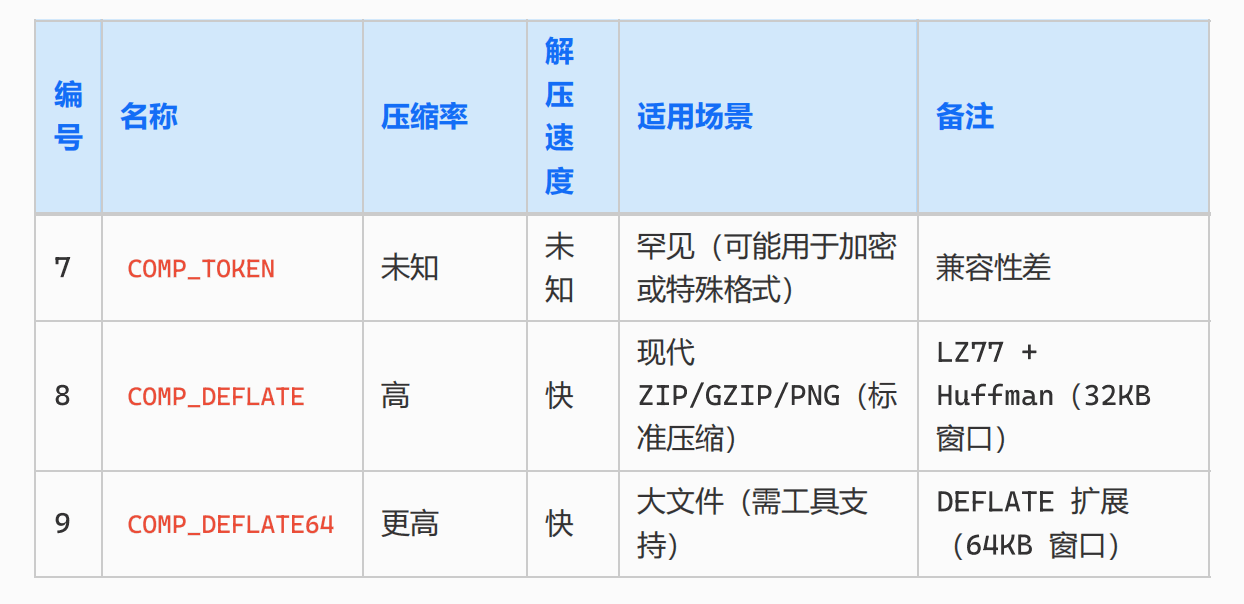 编
号
名称
压缩率
解
压
速
度
适用场景
备注
7
COMP_TOKEN
未知
未
知
罕见（可能用于加密
或特殊格式）
兼容性差
8
COMP_DEFLATE
高
快
现代
ZIP/GZIP/PNG（标
准压缩）
LZ77 +
Huffman（32KB
窗口）
9
COMP_DEFLATE64
更高
快
大文件（需工具支
持）
DEFLATE 扩展
（64KB 窗口）